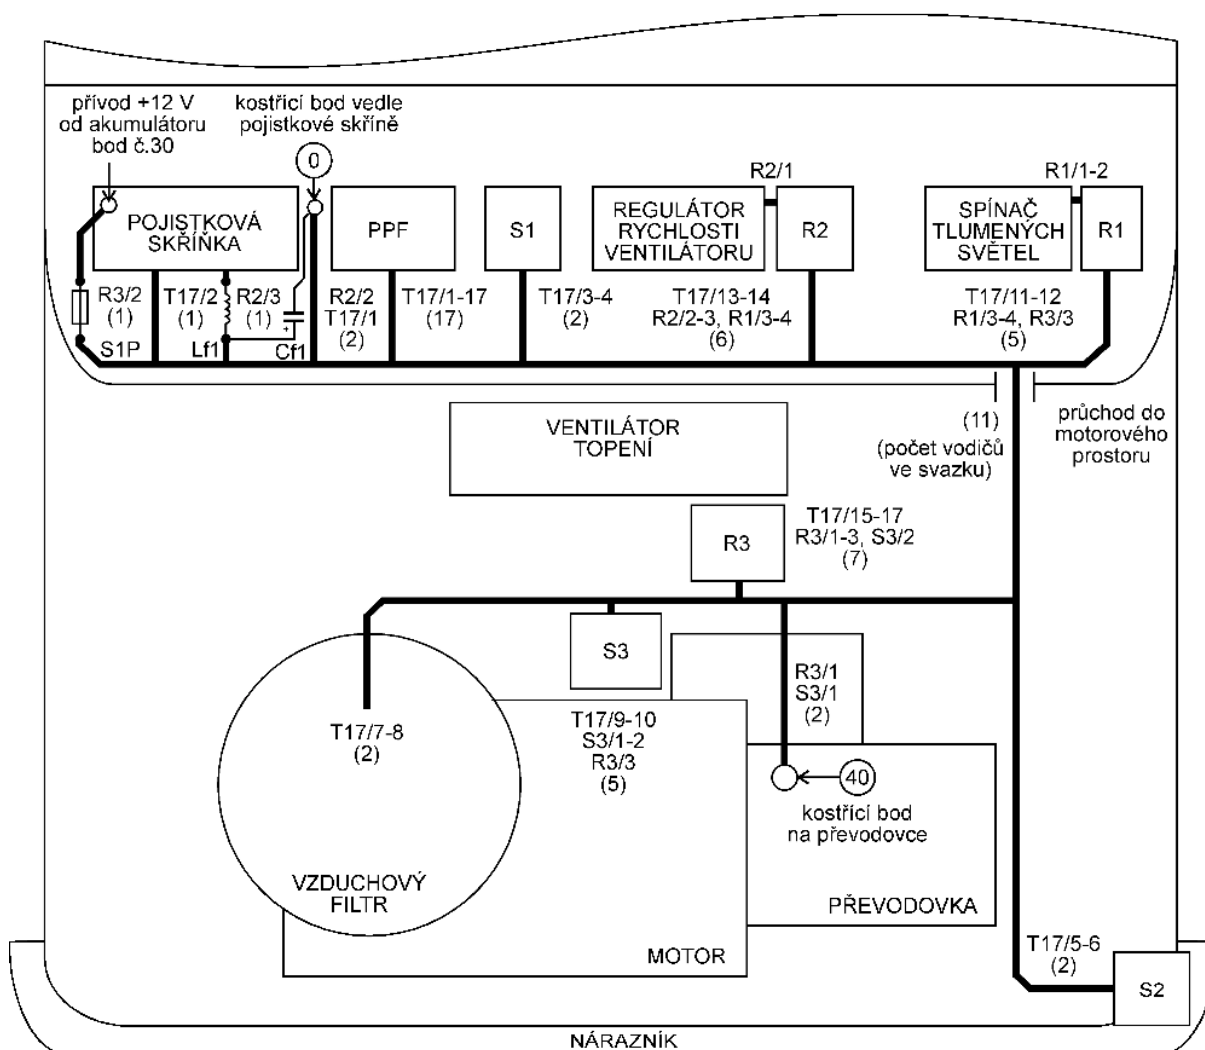 přívod +12 V
od akumulátoru
bod č.30
kostřící bod vedle
pojistkové skříně
0
R2/1
R1/1-2
POJISTKOVÁ
SKŘÍŇKA
PPF
S1
REGULÁTOR
RYCHLOSTI
VENTILÁTORU
R2
SPÍNAČ
TLUMENÝCH
SVĚTEL
R1
R3/2
(1)
T17/2
(1)
R2/3
(1)
R2/2
T17/1
(2)
T17/1-17
(17)
T17/3-4
(2)
T17/13-14
R2/2-3, R1/3-4
(6)
T17/11-12
R1/3-4, R3/3
(5)
S1P
Lf1
+
Cf1
VENTILÁTOR
TOPENÍ
(11)
(počet vodičů
ve svazku)
průchod do
motorového
prostoru
R3
T17/15-17
R3/1-3, S3/2
(7)
S3
R3/1
S3/1
(2)
T17/7-8
(2)
T17/9-10
S3/1-2
R3/3
(5)
40
kostřící bod
na převodovce
VZDUCHOVÝ
FILTR
PŘEVODOVKA
MOTOR
T17/5-6
(2)
S2
NÁRAZNÍK